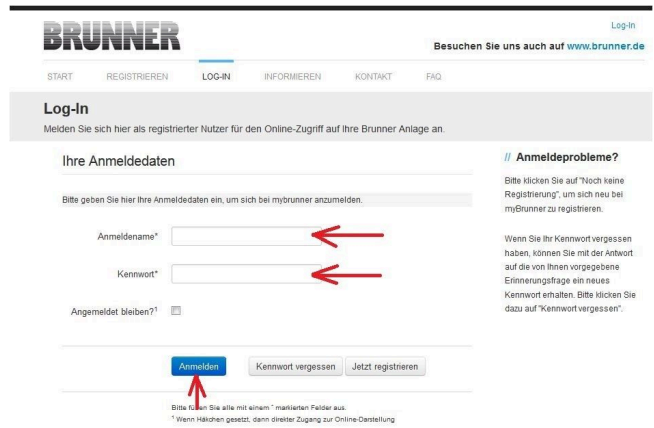 Log-In
BRUNNER
Besuchen Sie uns auch auf www.brunner.de
START REGISTRIEREN LOG-IN INFORMIEREN KONTAKT FAQ
Log-In
Melden Sie sich hier als registrierter Nutzer für den Online-Zugriff auf Ihre Brunner Anlage an.
Ihre Anmeldedaten
Bitte geben Sie hier Ihre Anmeldedaten ein, um sich bei mybrunner anzumelden.
Anmeldename*
Kennwort*
Angemeldet bleiben?¹
Anmelden Kennwort vergessen Jetzt registrieren
Bitte füllen Sie alle mit einem * markierten Felder aus.
¹ Wenn Häkchen gesetzt, dann direkter Zugang zur Online-Darstellung
// Anmeldeprobleme?
Bitte klicken Sie auf "Noch keine
Registrierung", um sich neu bei
myBrunner zu registrieren.
Wenn Sie Ihr Kennwort vergessen
haben, können Sie mit der Antwort
auf die von Ihnen vorgegebene
Erinnerungsfrage ein neues
Kennwort erhalten. Bitte klicken Sie
dazu auf "Kennwort vergessen".